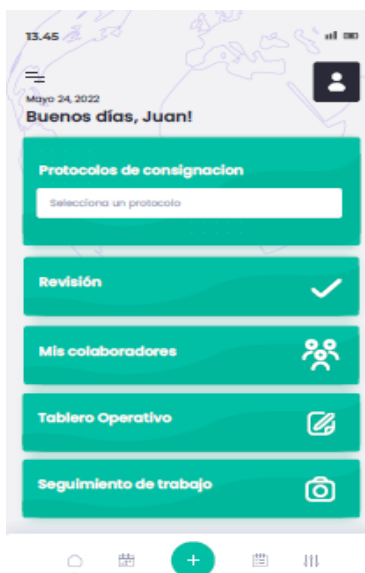 13.45
Mayo 24, 2022
Buenos días, Juan!
Protocolos de consignacion
Selecciona un protocolo
Revisión
Mis colaboradores
Tablero Operativo
Seguimiento de trabajo